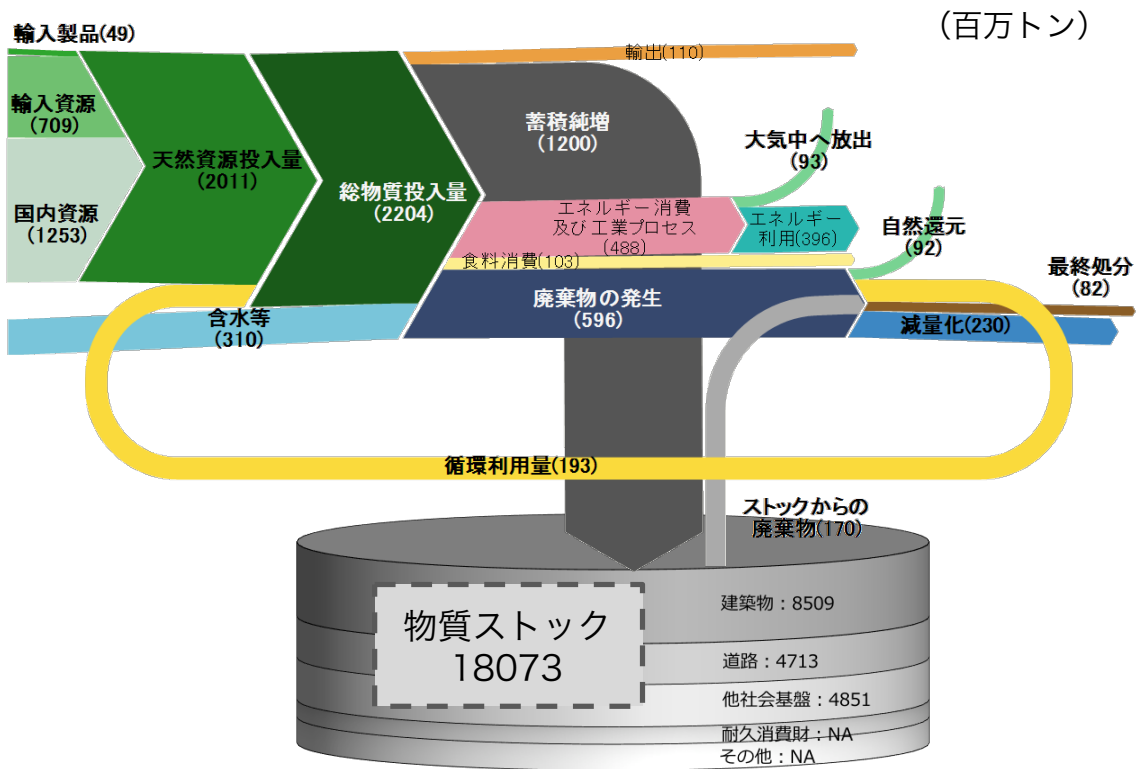 （百万トン）
輸入製品(49)
輸入資源
(709)
国内資源
(1253)
天然資源投入量
(2011)
総物質投入量
(2204)
輸出(110)
蓄積純増
(1200)
大気中へ放出
(93)
エネルギー消費
及び工業プロセス
(488)
エネルギー
利用(396)
自然還元
(92)
食料消費(103)
最終処分
(82)
廃棄物の発生
(596)
減量化(230)
含水等
(310)
循環利用量(193)
ストックからの
廃棄物(170)
物質ストック
18073
建築物：8509
道路：4713
他社会基盤：4851
耐久消費財：NA
その他：NA